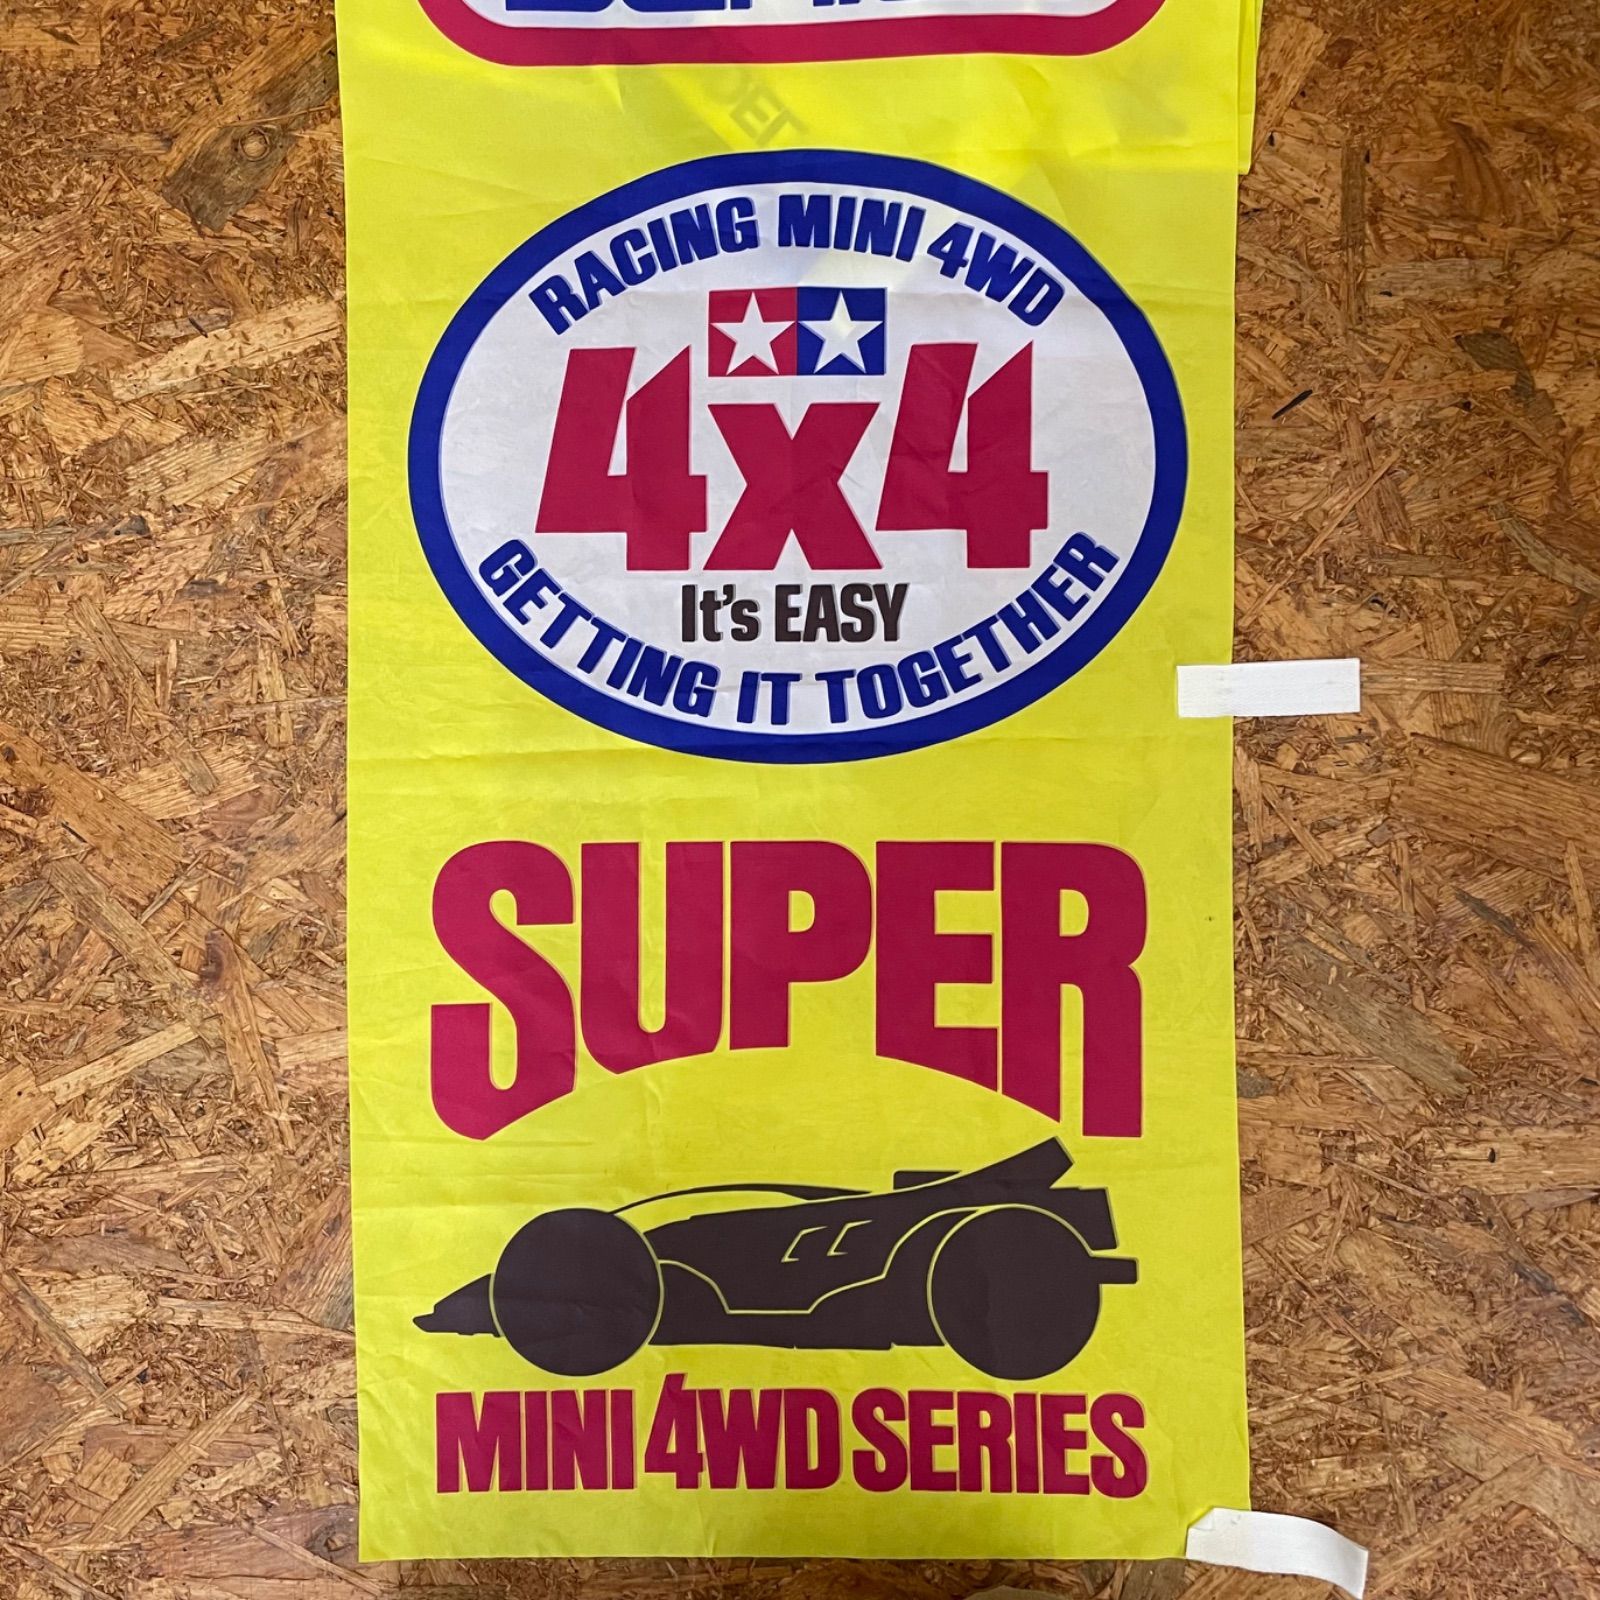 RACING MINI 4WD
4x4
It's EASY
GETTING IT TOGETHER
SUPER
MINI 4WD SERIES